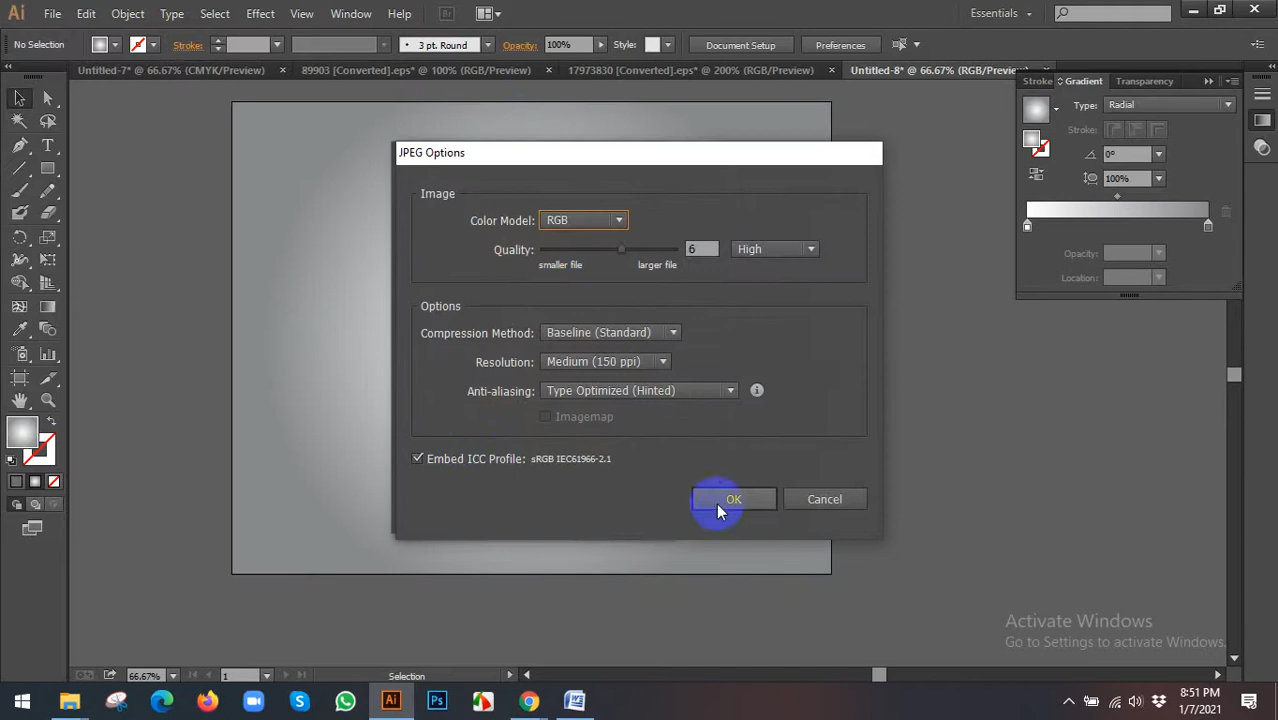 Ai File Edit Object Type Select Effect View Window Help Br Essentials
No Selection Stroke: 3 pt. Round Opacity: 100% Style: Document Setup Preferences
Untitled-7* @ 66.67% (CMYK/Preview) × 89903 [Converted].eps* @ 100% (RGB/Preview) × 17973830 [Converted].eps* @ 200% (RGB/Preview) × Untitled-8* @ 66.67% (RGB/Preview) ×
Stroke Gradient Transparency
Type: Radial
Stroke:
0°
100%
Opacity:
Location:
JPEG Options
Image
Color Model: RGB
Quality: 6 High
smaller file larger file
Options
Compression Method: Baseline (Standard)
Resolution: Medium (150 ppi)
Anti-aliasing: Type Optimized (Hinted)
Imagemap
Embed ICC Profile: sRGB IEC61966-2.1
OK Cancel
Activate Windows
Go to Settings to activate Windows.
66.67% 1 Selection
Ai Ps
8:51 PM
1/7/2021